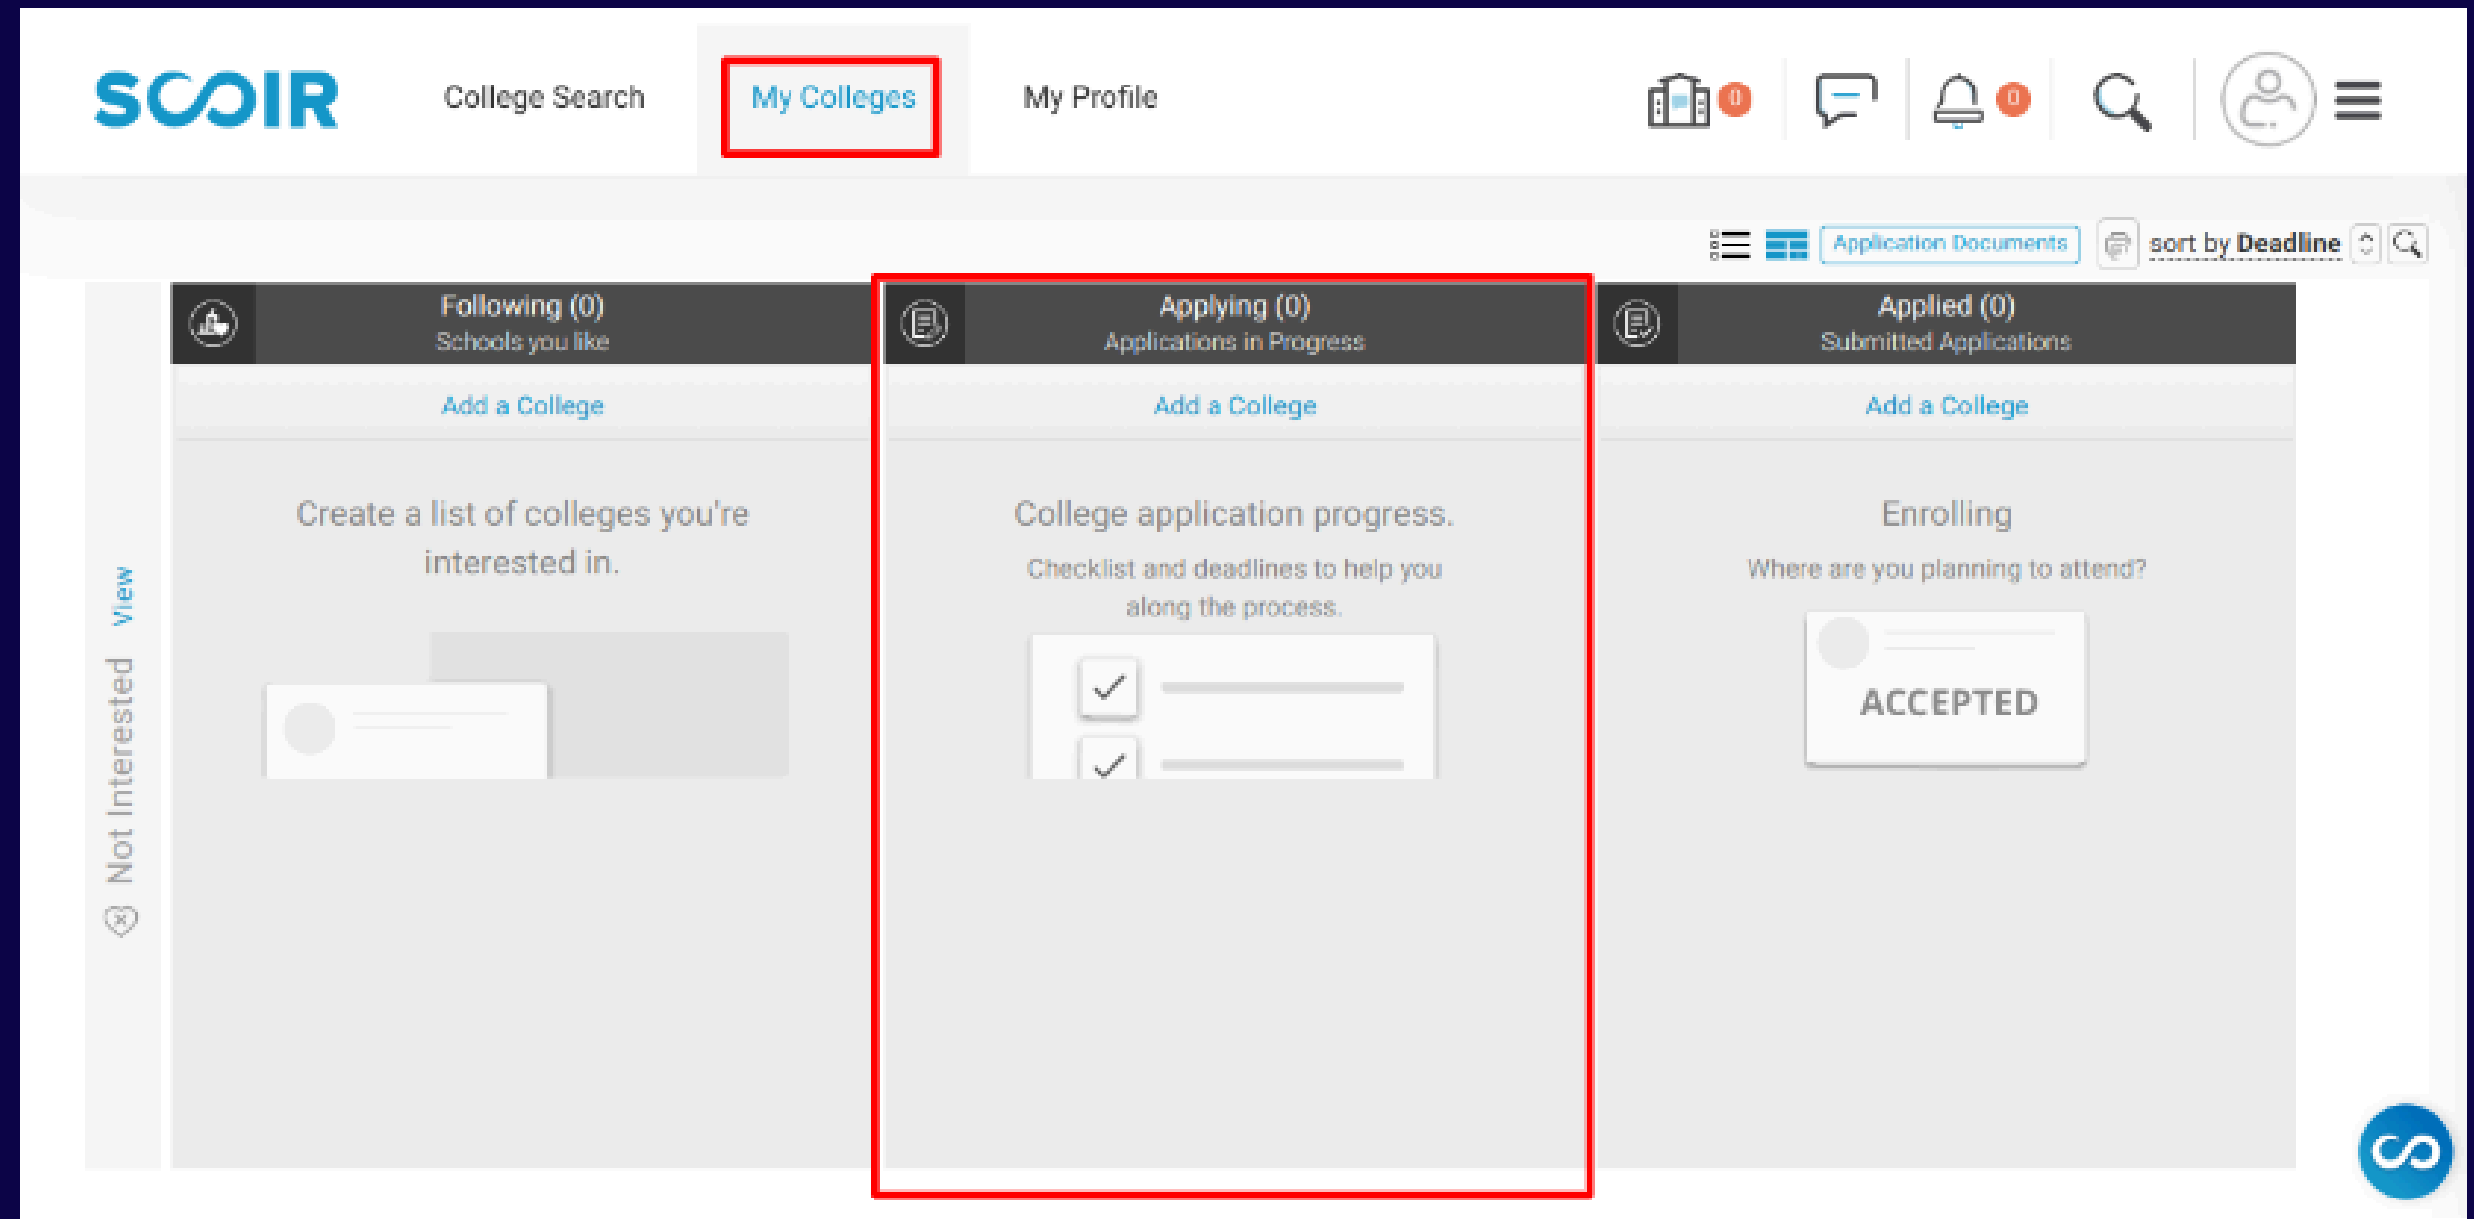 SCOIR
College Search
My Colleges
My Profile
0
0
Application Documents
sort by Deadline
Following (0)
Schools you like
Add a College
Create a list of colleges you're
interested in.
Applying (0)
Applications in Progress
Add a College
College application progress.
Checklist and deadlines to help you
along the process.
Applied (0)
Submitted Applications
Add a College
Enrolling
Where are you planning to attend?
ACCEPTED
Not Interested View